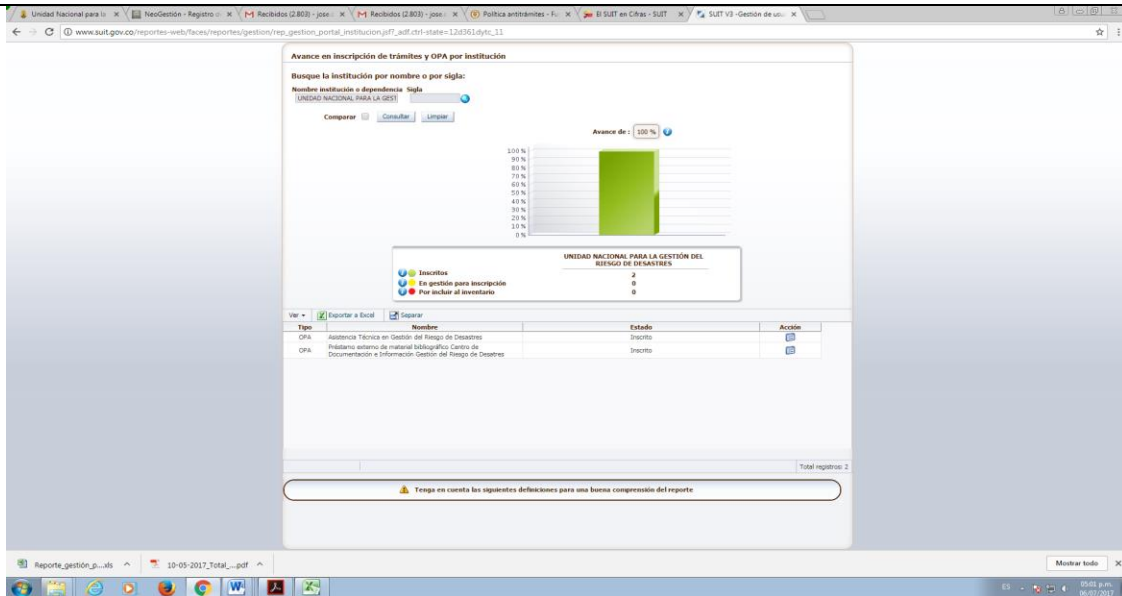 Unidad Nacional para la
NeoGestión - Registro d
Recibidos (2.803) - jose.
Recibidos (2.803) - jose.
Política antitrámites - Fu
El SUIT en Cifras - SUIT
SUIT V3 -Gestión de usu
www.suit.gov.co/reportes-web/faces/reportes/gestion/rep_gestion_portal_institucion.jsf?_adf.ctrl-state=12d361dytc_11
Avance en inscripción de trámites y OPA por institución
Busque la institución por nombre o por sigla:
Nombre institución o dependencia Sigla
UNIDAD NACIONAL PARA LA GEST
Comparar Consultar Limpiar
Avance de : 100 %
100 %
90 %
80 %
70 %
60 %
50 %
40 %
30 %
20 %
10 %
0 %
UNIDAD NACIONAL PARA LA GESTIÓN DEL
RIESGO DE DESASTRES
Inscritos 2
En gestión para inscripción 0
Por incluir al inventario 0
Ver Exportar a Excel Separar
Tipo Nombre Estado Acción
OPA Asistencia Técnica en Gestión del Riesgo de Desastres Inscrito
OPA Préstamo externo de material bibliográfico Centro de Documentación e Información Gestión del Riesgo de Desatres Inscrito
Total registros: 2
Tenga en cuenta las siguientes definiciones para una buena comprensión del reporte
Reporte_gestión_p....xls
10-05-2017_Total_....pdf
Mostrar todo
ES
05:01 p.m.
06/07/2017